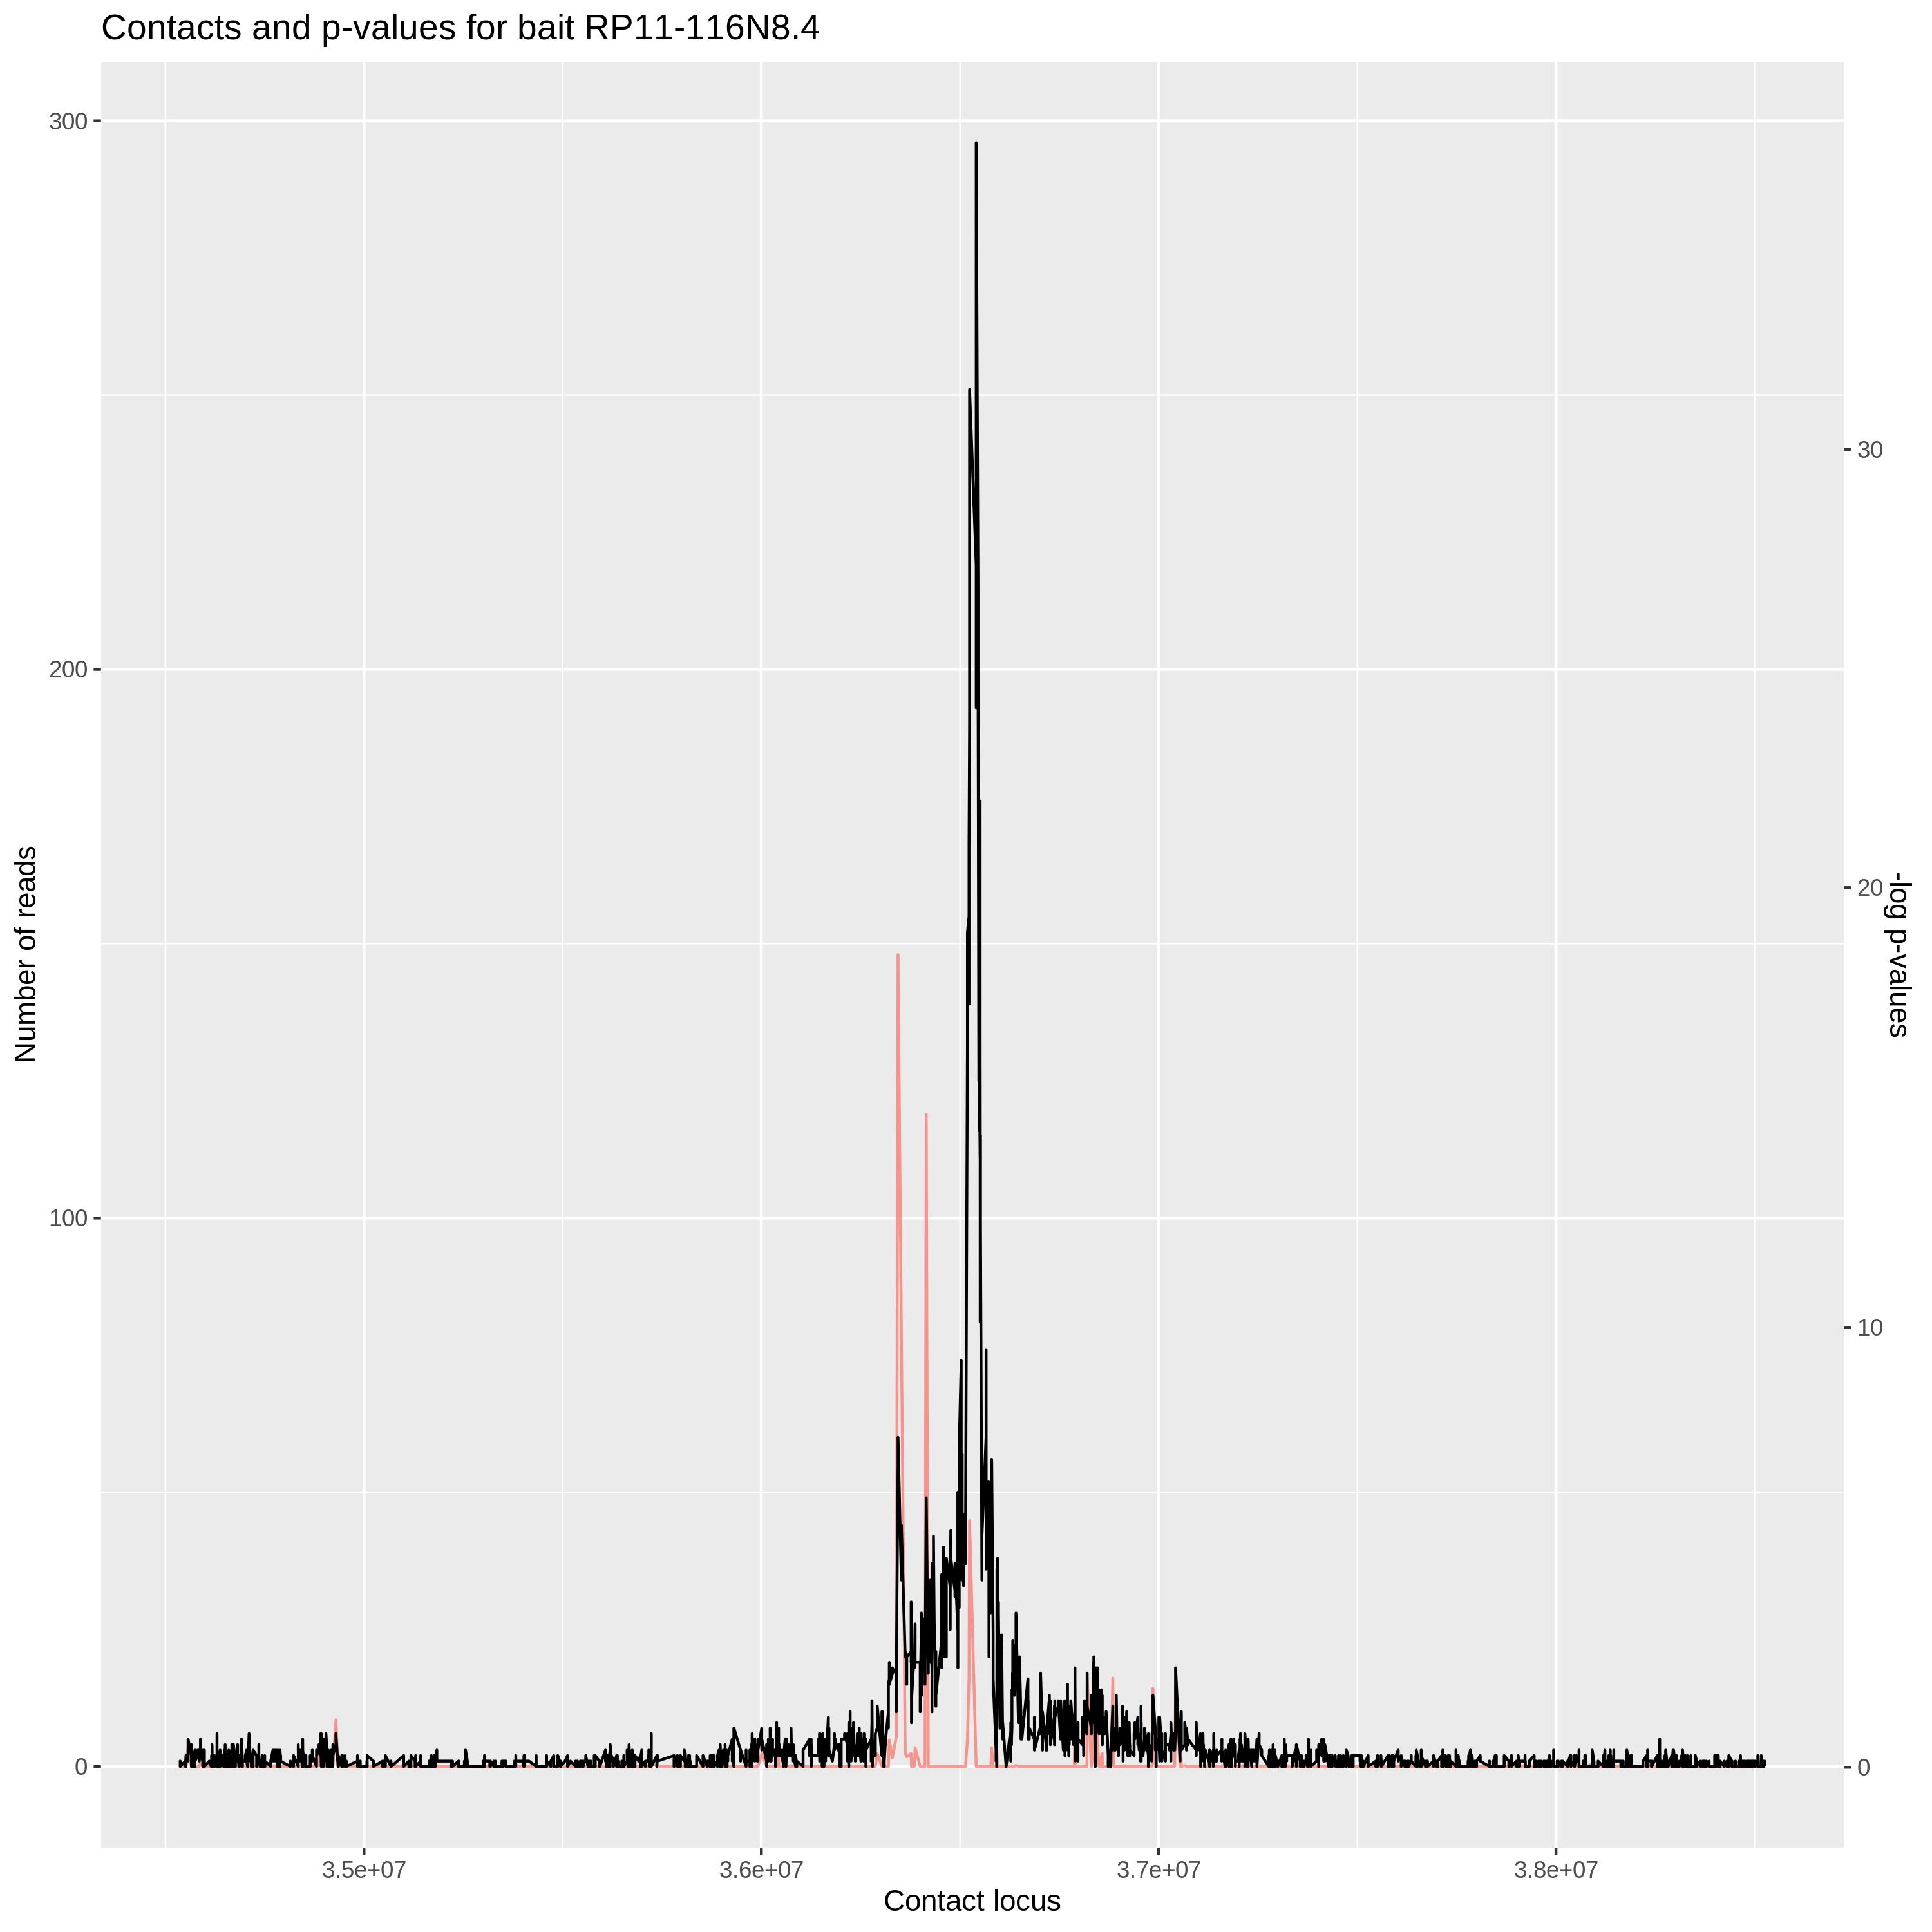 Contacts and p-values for bait RP11-116N8.4
300
200
100
0
Number of reads
30
20
10
0
-log p-values
3.5e+07 3.6e+07 3.7e+07 3.8e+07
Contact locus